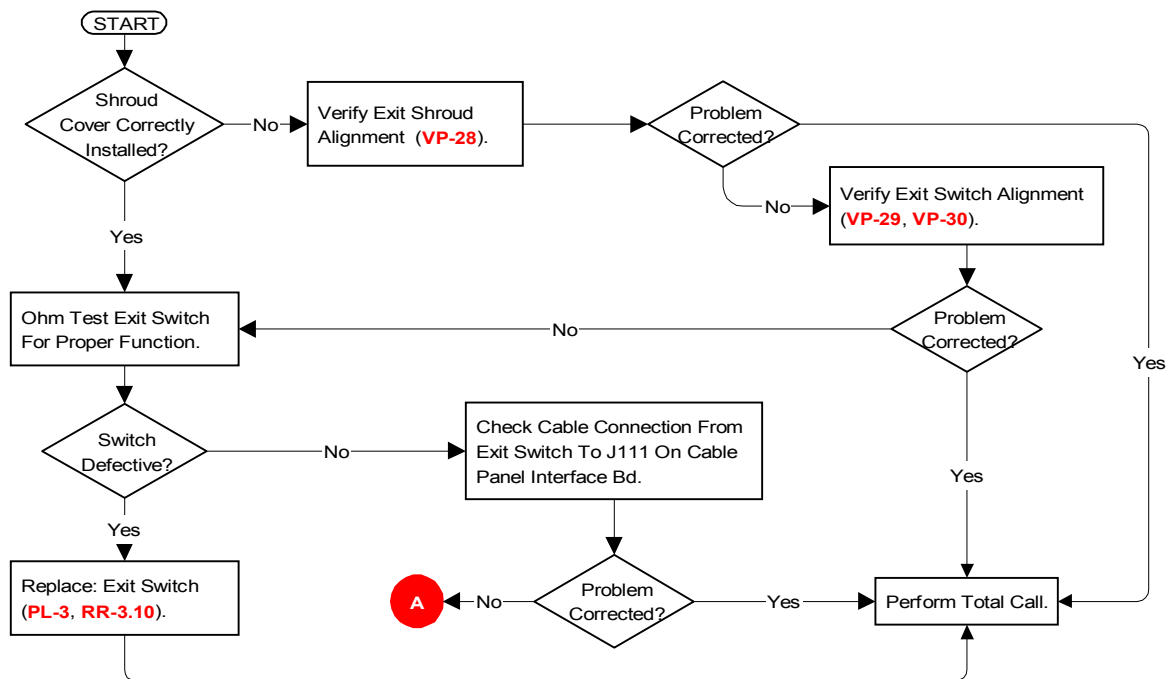 START
Shroud
Cover Correctly
Installed?
No
Verify Exit Shroud
Alignment (VP-28).
Problem
Corrected?
No
Verify Exit Switch Alignment
(VP-29, VP-30).
Yes
Ohm Test Exit Switch
For Proper Function.
No
Problem
Corrected?
Yes
Switch
Defective?
No
Check Cable Connection From
Exit Switch To J111 On Cable
Panel Interface Bd.
Yes
Yes
Replace: Exit Switch
(PL-3, RR-3.10).
A
No
Problem
Corrected?
Yes
Perform Total Call.